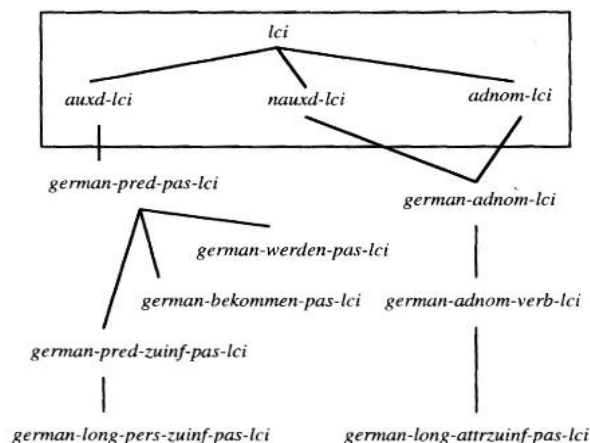 lci
auxd-lci nauxd-lci adnom-lci
german-pred-pas-lci
german-adnom-lci
german-werden-pas-lci
german-bekommen-pas-lci german-adnom-verb-lci
german-pred-zuinf-pas-lci
german-long-pers-zuinf-pas-lci german-long-attrzuinf-pas-lci